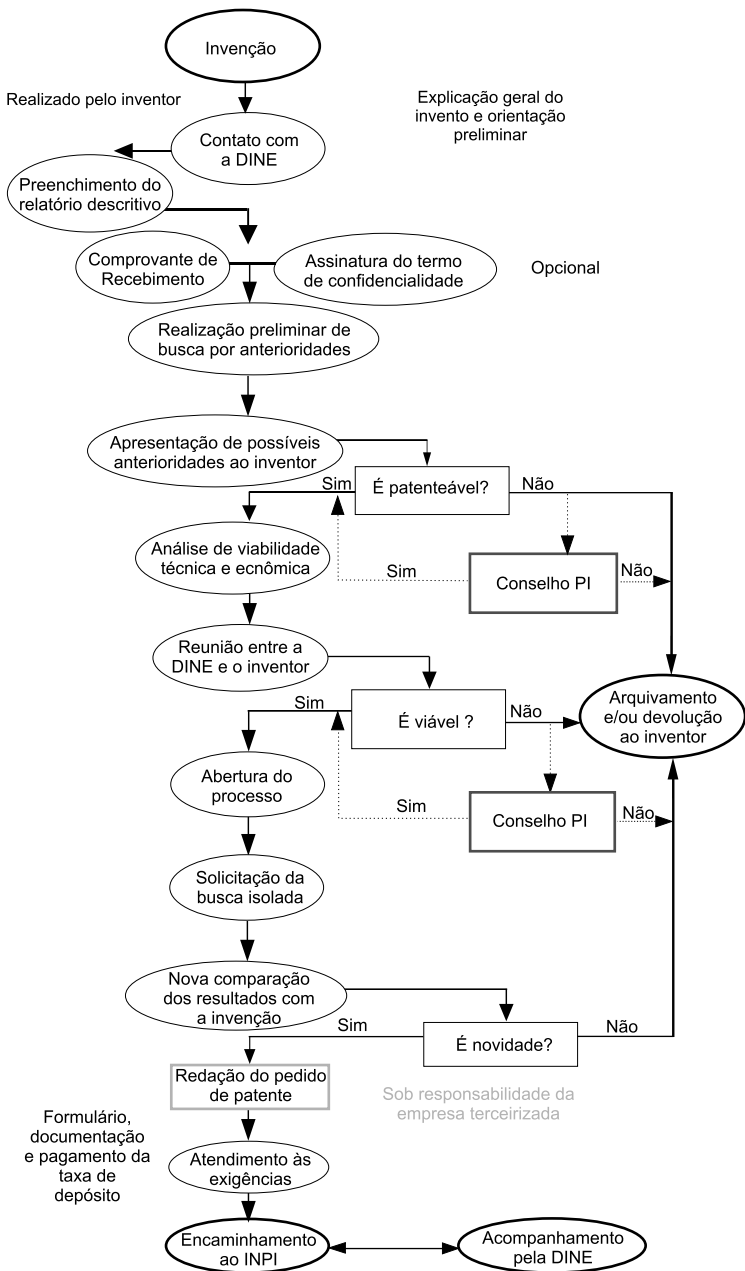 Invenção
Realizado pelo inventor
Explicação geral do
invento e orientação
preliminar
Contato com
a DINE
Preenchimento do
relatório descritivo
Comprovante de
Recebimento
Assinatura do termo
de confidencialidade
Opcional
Realização preliminar de
busca por anterioridades
Apresentação de possíveis
anterioridades ao inventor
Sim
É patenteável?
Não
Análise de viabilidade
técnica e ecnômica
Sim
Conselho PI
Não
Reunião entre a
DINE e o inventor
Sim
É viável ?
Não
Arquivamento
e/ou devolução
ao inventor
Abertura do
processo
Sim
Conselho PI
Não
Solicitação da
busca isolada
Nova comparação
dos resultados com
a invenção
Sim
É novidade?
Não
Redação do pedido
de patente
Sob responsabilidade da
empresa terceirizada
Formulário,
documentação
e pagamento da
taxa de
depósito
Atendimento às
exigências
Encaminhamento
ao INPI
Acompanhamento
pela DINE